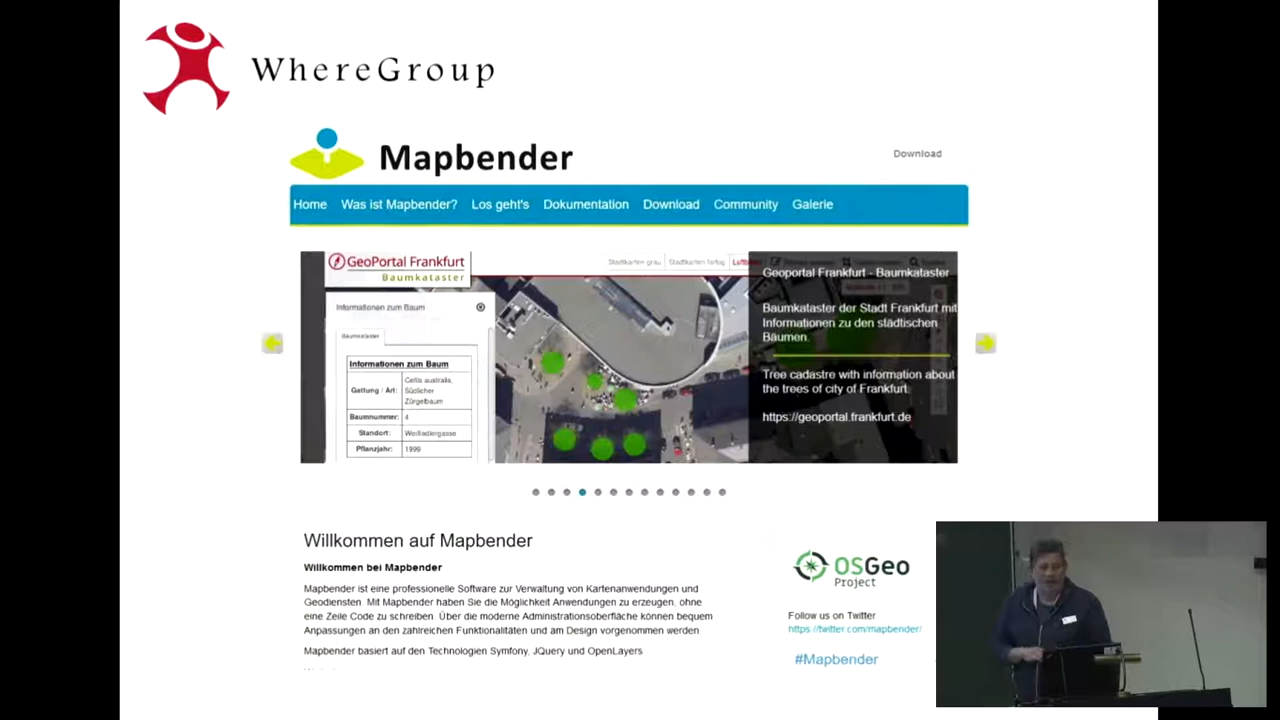 WhereGroup
Mapbender
Download
Home Was ist Mapbender? Los geht's Dokumentation Download Community Galerie
GeoPortal Frankfurt
Baumkataster
Stadtkarten grau Stadtkarten farbig
Informationen zum Baum
Baumkataster
Informationen zum Baum
Gattung / Art: Celtis australis, Südlicher Zürgelbaum
Baumnummer: 4
Standort: Weißadlergasse
Pflanzjahr: 1999
Geoportal Frankfurt - Baumkataster
Baumkataster der Stadt Frankfurt mit
Informationen zu den städtischen
Bäumen.
Tree cadastre with information about
the trees of city of Frankfurt.
https://geoportal.frankfurt.de
Willkommen auf Mapbender
Willkommen bei Mapbender
Mapbender ist eine professionelle Software zur Verwaltung von Kartenanwendungen und
Geodiensten. Mit Mapbender haben Sie die Möglichkeit Anwendungen zu erzeugen, ohne
eine Zeile Code zu schreiben. Über die moderne Administrationsoberfläche können bequem
Anpassungen an den zahlreichen Funktionalitäten und am Design vorgenommen werden
Mapbender basiert auf den Technologien Symfony, JQuery und OpenLayers
OSGeo
Project
Follow us on Twitter
https://twitter.com/mapbender/
#Mapbender